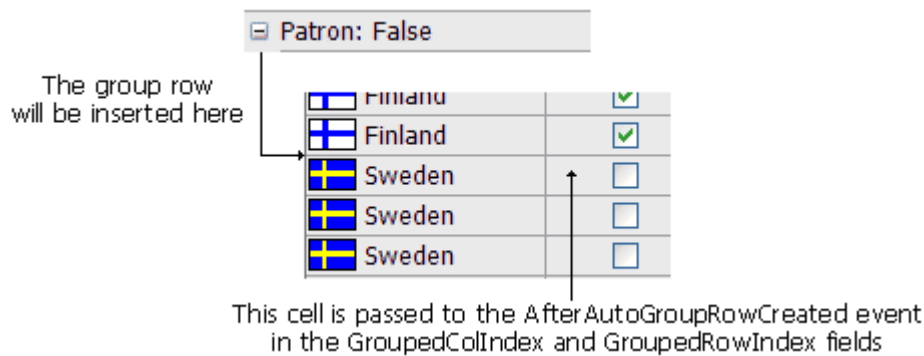 Patron: False
The group row
will be inserted here
Finland
Finland
Sweden
Sweden
Sweden
This cell is passed to the AfterAutoGroupRowCreated event
in the GroupedColIndex and GroupedRowIndex fields